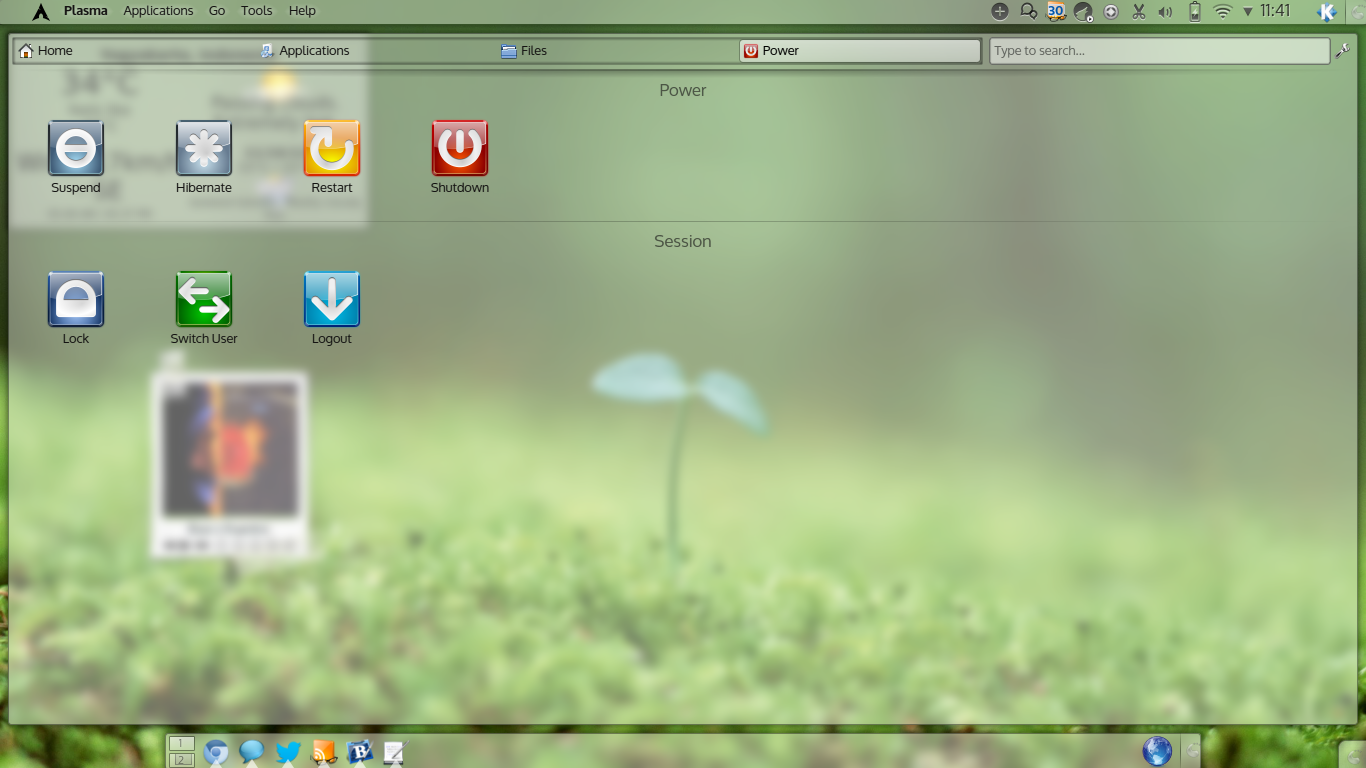 Plasma Applications Go Tools Help 30 11:41 K
Home Applications Files Power Type to search...
Power
Suspend Hibernate Restart Shutdown
Session
Lock Switch User Logout
34°C
1
2
B